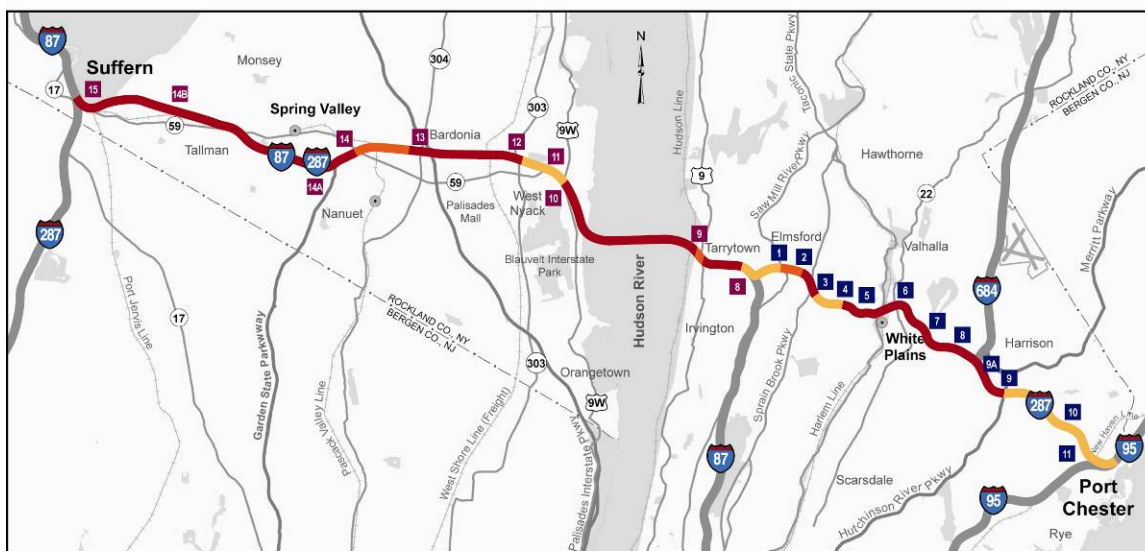 87
Suffern
Monsey
304
N
Taconic State Pkwy
87
ROCKLAND CO., NY
BERGEN CO., NJ
17
15
14B
Spring Valley
303
9W
Hudson Line
Saw Mill River Pkwy
Hawthorne
59
Tallman
14
13
Bardonia
12
11
9
22
87
287
14A
59
West
Nyack
10
Palisades
Mall
Nanuet
Blauvelt Interstate
Park
9
Tarrytown
8
Elmsford
1
2
3
4
5
6
Valhalla
7
8
684
Merritt Parkway
287
Port Jervis Line
17
ROCKLAND CO., NY
BERGEN CO., NJ
Garden State Parkway
Pascack Valley Line
West Shore Line (Freight)
303
Orangetown
9W
Palisades Interstate Pkwy
Hudson River
Irvington
87
Sprain Brook Pkwy
Harlem Line
White
Plains
9A
9
Harrison
287
10
New Haven Line
11
95
Scarsdale
Hutchinson River Pkwy
95
Port
Chester
Rye